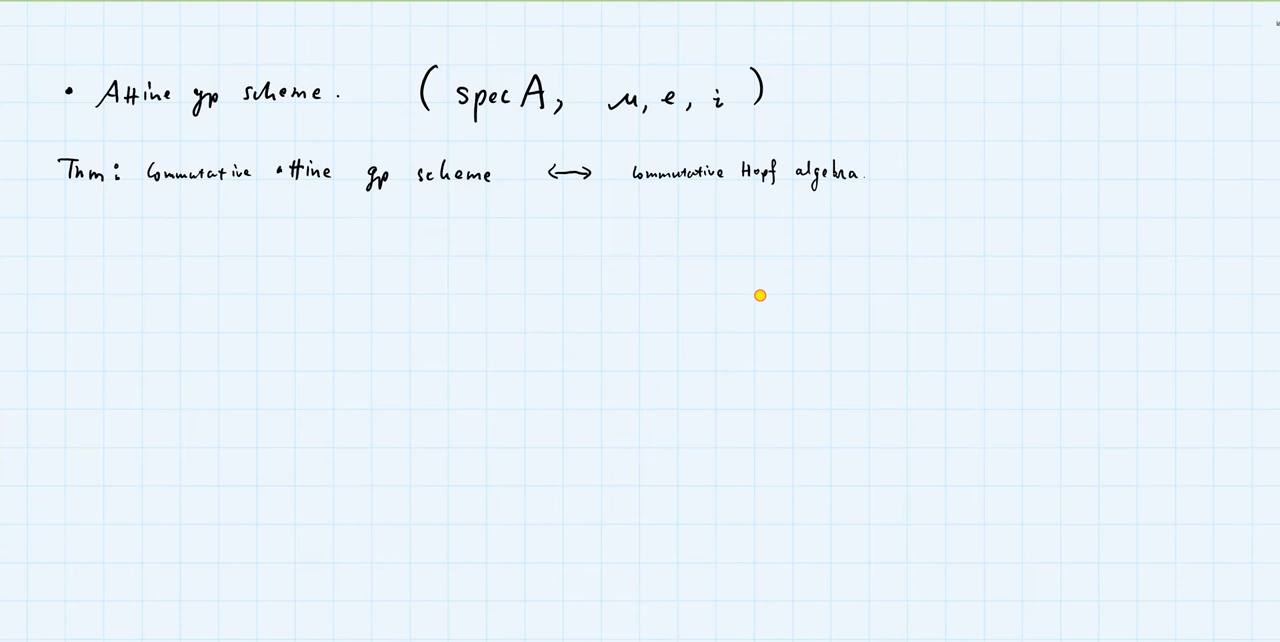 • Affine gp scheme. (spec A, μ, e, i)
Thm: Commutative affine gp scheme ⟷ commutative Hopf algebra.